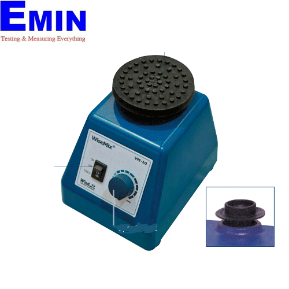 EMIN
Testing & Measuring Everything
WiseMix®
VM-10